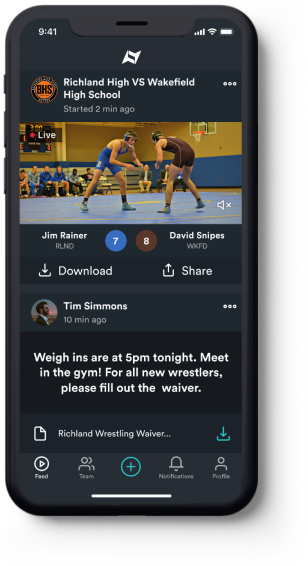 9:41
Richland High VS Wakefield
High School
Started 2 min ago
BHS
Live
Jim Rainer
RLND
7
8
David Snipes
WKFD
Download
Share
Tim Simmons
10 min ago
Weigh ins are at 5pm tonight. Meet
in the gym! For all new wrestlers,
please fill out the waiver.
Richland Wrestling Waiver...
Feed
Team
Notifications
Profile